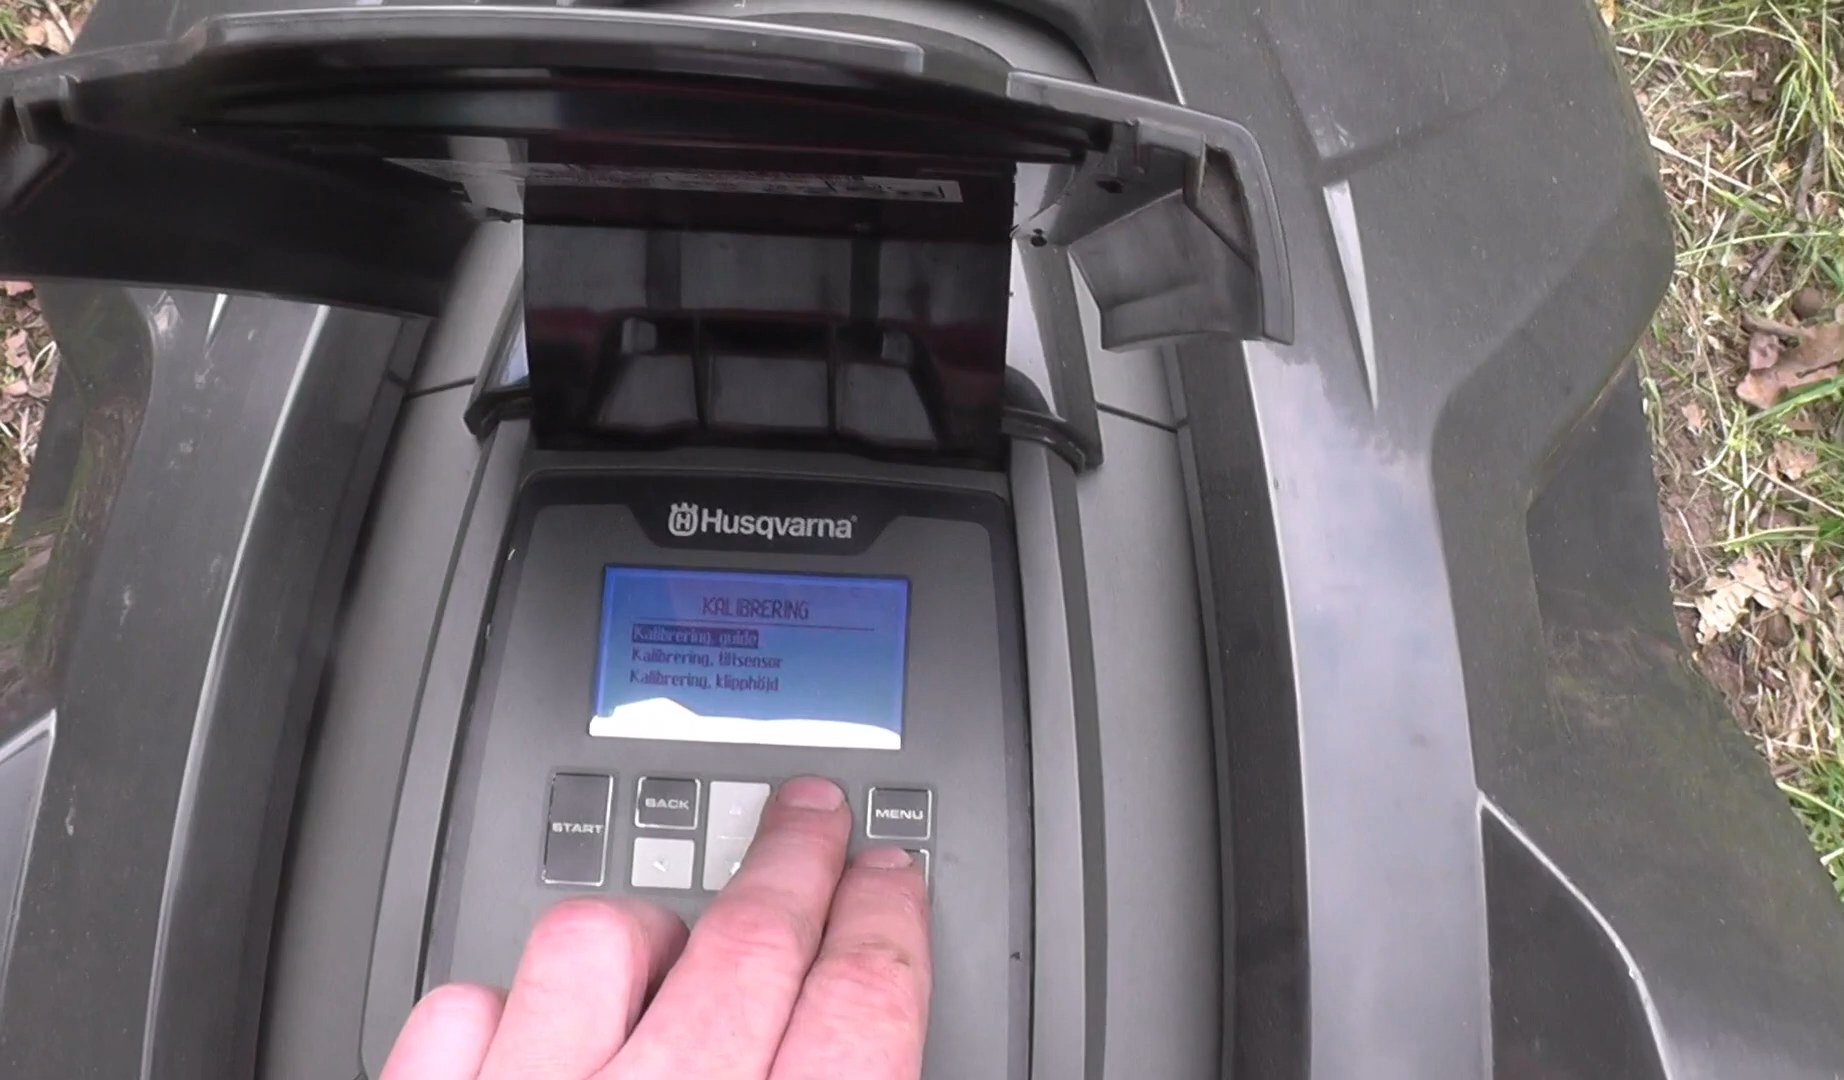 Husqvarna
KALIBRERING
Kalibrering, guide
Kalibrering, tiltsensor
Kalibrering, klipphöjd
START
BACK
MENU